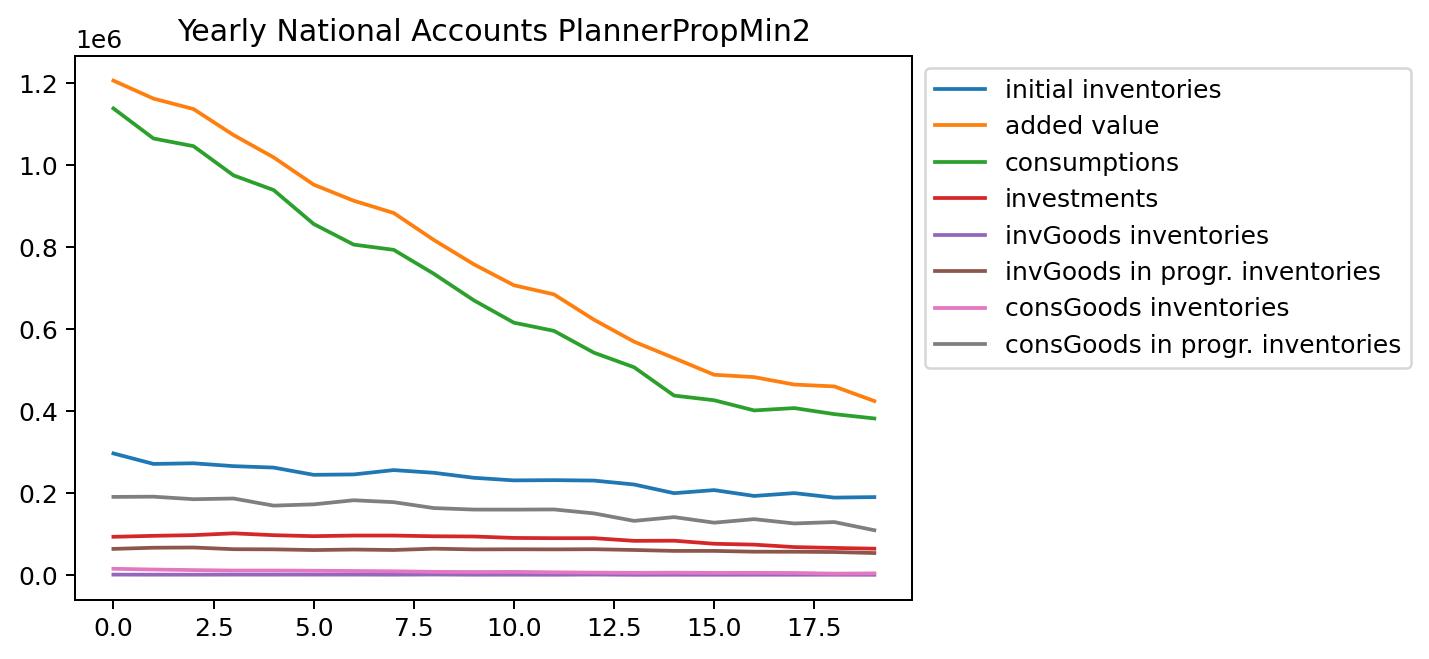 Yearly National Accounts PlannerPropMin2
1e6
1.2
1.0
0.8
0.6
0.4
0.2
0.0
0.0 2.5 5.0 7.5 10.0 12.5 15.0 17.5
initial inventories
added value
consumptions
investments
invGoods inventories
invGoods in progr. inventories
consGoods inventories
consGoods in progr. inventories